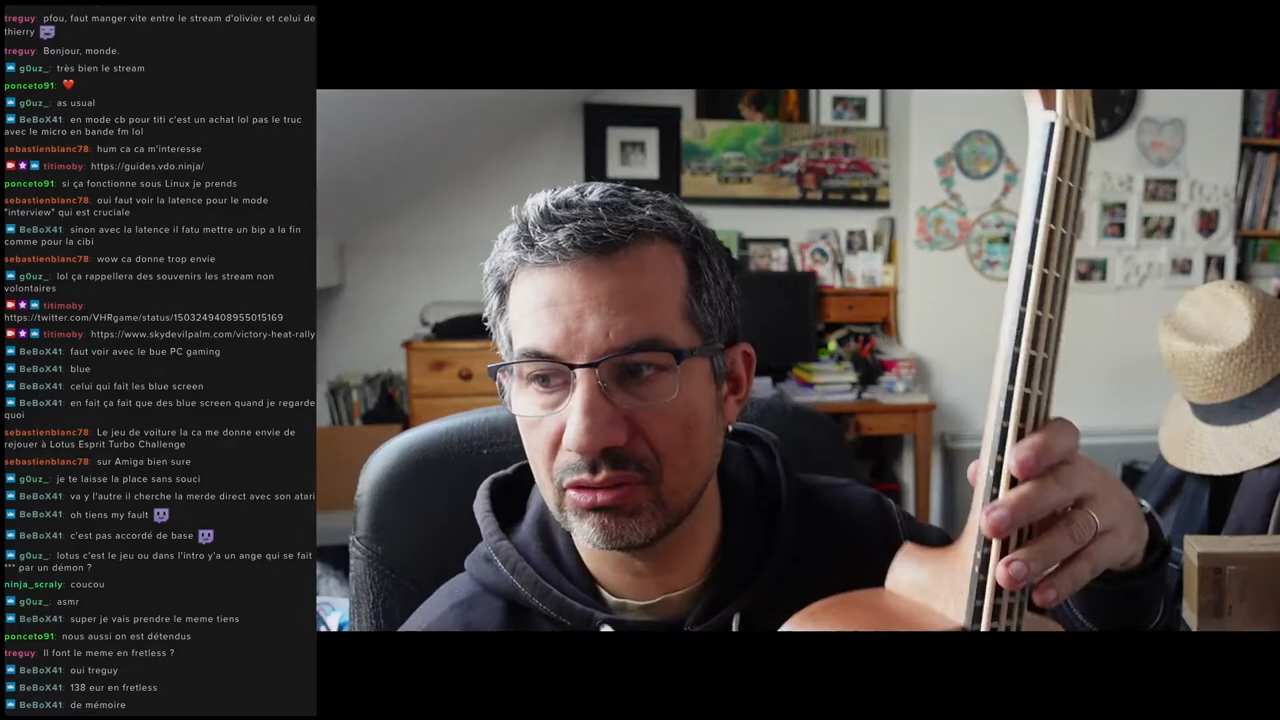 treguy: pfou, faut manger vite entre le stream d'olivier et celui de
thierry
treguy: Bonjour, monde.
g0uz_: très bien le stream
ponceto91: ❤️
g0uz_: as usual
BeBoX41: en mode cb pour titi c'est un achat lol pas le truc
avec le micro en bande fm lol
sebastienblanc78: hum ca ca m'interesse
titimoby: https://guides.vdo.ninja/
ponceto91: si ça fonctionne sous Linux je prends
sebastienblanc78: oui faut voir la latence pour le mode
"interview" qui est cruciale
BeBoX41: sinon avec la latence il fatu mettre un bip a la fin
comme pour la cibi
sebastienblanc78: wow ca donne trop envie
g0uz_: lol ça rappellera des souvenirs les stream non
volontaires
titimoby:
https://twitter.com/VHRgame/status/1503249408955015169
titimoby: https://www.skydevilpalm.com/victory-heat-rally
BeBoX41: faut voir avec le bue PC gaming
BeBoX41: blue
BeBoX41: celui qui fait les blue screen
BeBoX41: en fait ça fait que des blue screen quand je regarde
quoi
sebastienblanc78: Le jeu de voiture la ca me donne envie de
rejouer à Lotus Esprit Turbo Challenge
sebastienblanc78: sur Amiga bien sure
g0uz_: je te laisse la place sans souci
BeBoX41: va y l'autre il cherche la merde direct avec son atari
BeBoX41: oh tiens my fault
BeBoX41: c'est pas accordé de base
g0uz_: lotus c'est le jeu ou dans l'intro y'a un ange qui se fait
*** par un démon ?
ninja_scraly: coucou
g0uz_: asmr
BeBoX41: super je vais prendre le meme tiens
ponceto91: nous aussi on est détendus
treguy: Il font le meme en fretless ?
BeBoX41: oui treguy
BeBoX41: 138 eur en fretless
BeBoX41: de mémoire